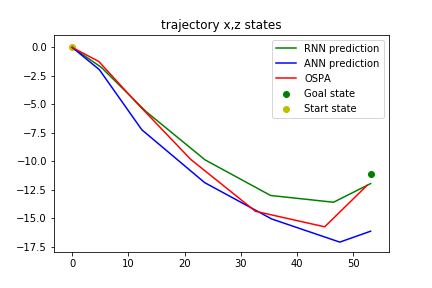 trajectory x,z states
RNN prediction
ANN prediction
OSPA
Goal state
Start state
0.0
−2.5
−5.0
−7.5
−10.0
−12.5
−15.0
−17.5
0 10 20 30 40 50